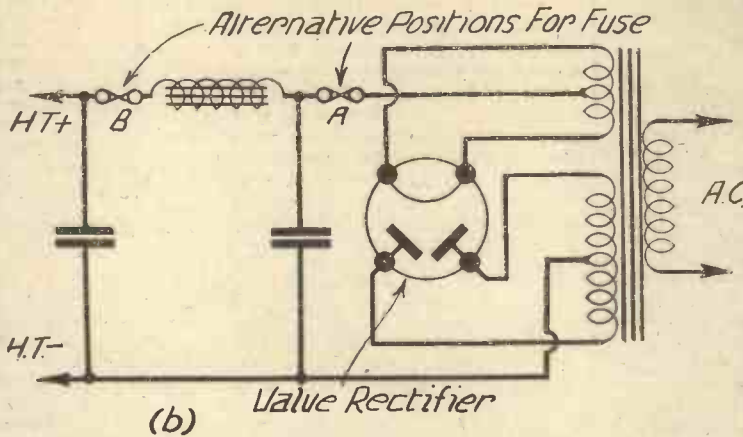 Alternative Positions For Fuse
HT+
B
A
A.C.
H.T.-
Valve Rectifier
(b)